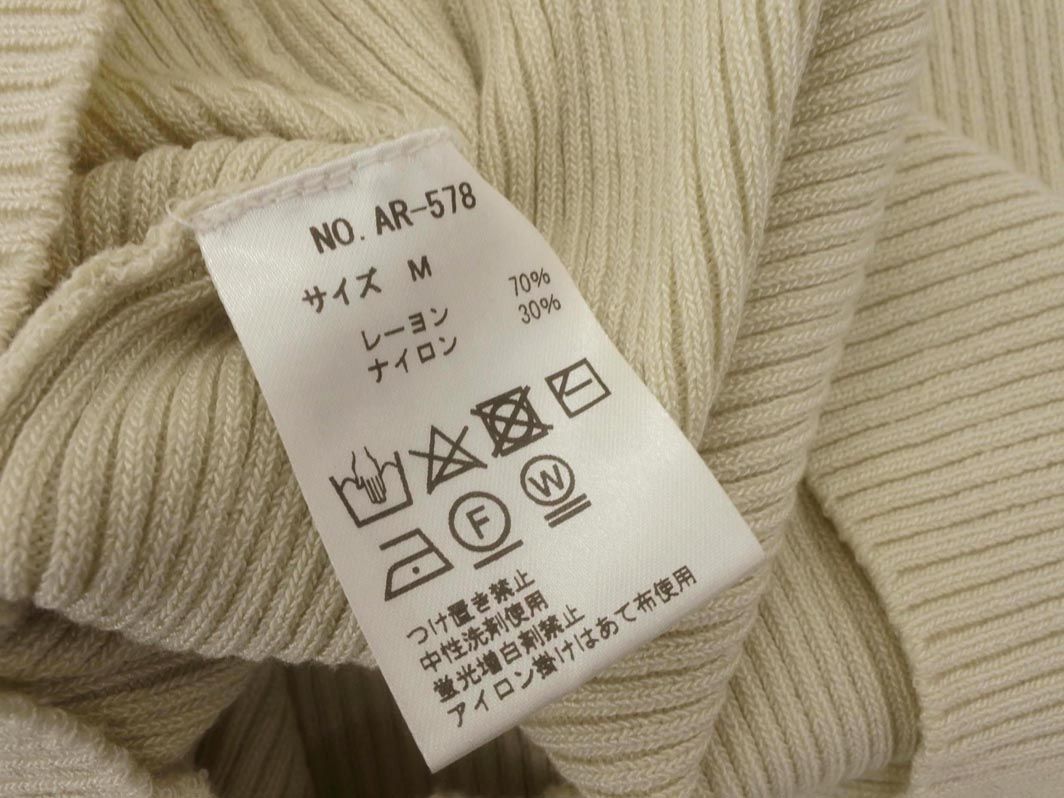 NO. AR-578
サイズ M
レーヨン 70%
ナイロン 30%
F
W
つけ置き禁止
中性洗剤使用
蛍光増白剤禁止
アイロン掛けはあて布使用